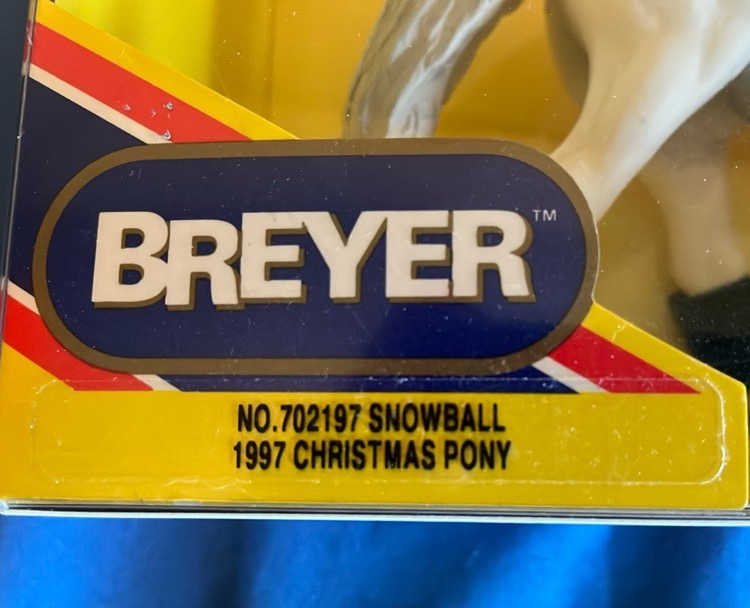 BREYER™
NO.702197 SNOWBALL
1997 CHRISTMAS PONY